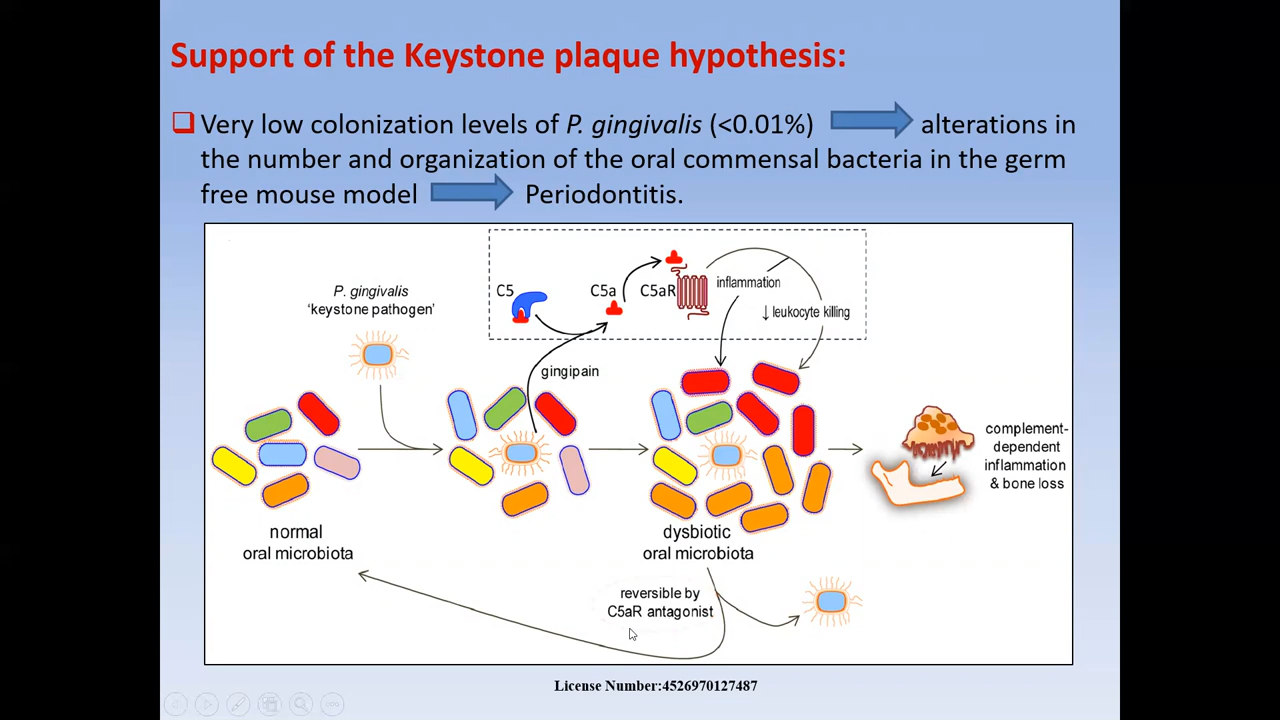 Support of the Keystone plaque hypothesis:
Very low colonization levels of P. gingivalis (<0.01%) alterations in
the number and organization of the oral commensal bacteria in the germ
free mouse model Periodontitis.
P. gingivalis
‘keystone pathogen’
C5
C5a
C5aR
inflammation
↓ leukocyte killing
gingipain
normal
oral microbiota
dysbiotic
oral microbiota
complement-
dependent
inflammation
& bone loss
reversible by
C5aR antagonist
License Number:4526970127487